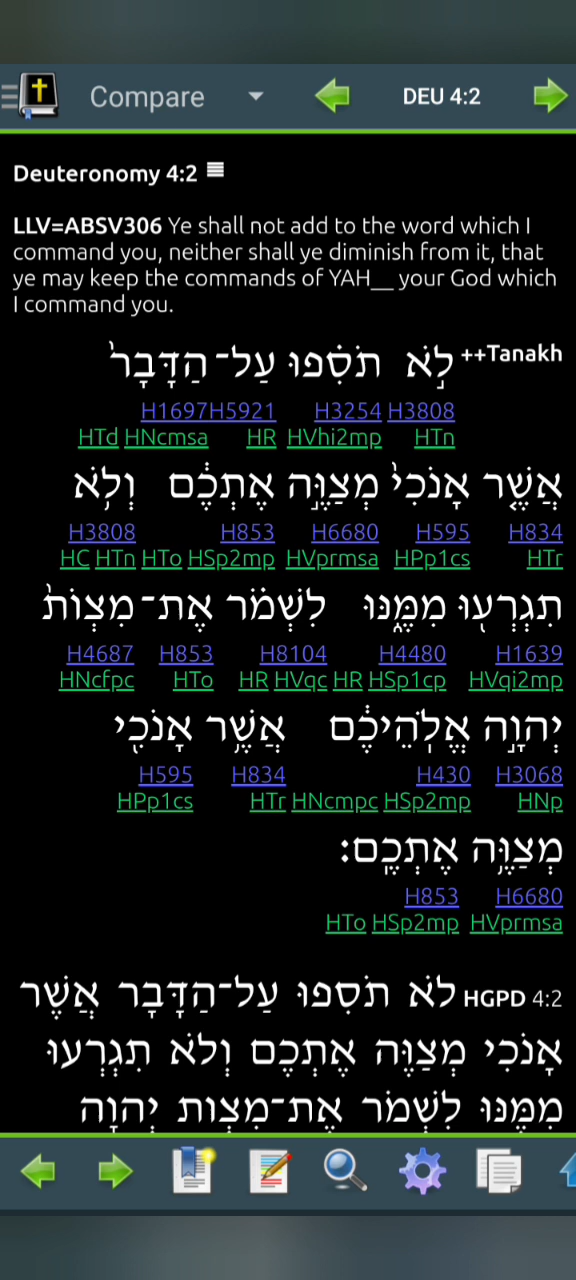 Compare
DEU 4:2
Deuteronomy 4:2
LLV=ABSV306 Ye shall not add to the word which I
command you, neither shall ye diminish from it, that
ye may keep the commands of YAH__ your God which
I command you.
++Tanakh לֹ֣א תֹסִ֗פוּ עַל־הַדָּבָר֙
H1697H5921 H3254 H3808
HTd HNcmsa HR HVhi2mp HTn
אֲשֶׁ֤ר אָנֹכִי֙ מְצַוֶּ֣ה אֶתְכֶ֔ם וְלֹ֥א
H3808 H853 H6680 H595 H834
HC HTn HTo HSp2mp HVprmsa HPp1cs HTr
תִגְרְע֖וּ מִמֶּ֑נּוּ לִשְׁמֹ֗ר אֶת־מִצְוֹת֙
H4687 H853 H8104 H4480 H1639
HNcfpc HTo HR HVqc HR HSp1cp HVqi2mp
יְהוָ֣ה אֱלֹֽהֵיכֶ֔ם אֲשֶׁ֥ר אָנֹכִ֖י
H595 H834 H430 H3068
HPp1cs HTr HNcmpc HSp2mp HNp
מְצַוֶּ֥ה אֶתְכֶֽם׃
H853 H6680
HTo HSp2mp HVprmsa
HGPD 4:2 לֹא תֹסִפוּ עַל־הַדָּבָר אֲשֶׁר
אָנֹכִי מְצַוֶּה אֶתְכֶם וְלֹא תִגְרְעוּ
מִמֶּנּוּ לִשְׁמֹר אֶת־מִצְות יְהוָה